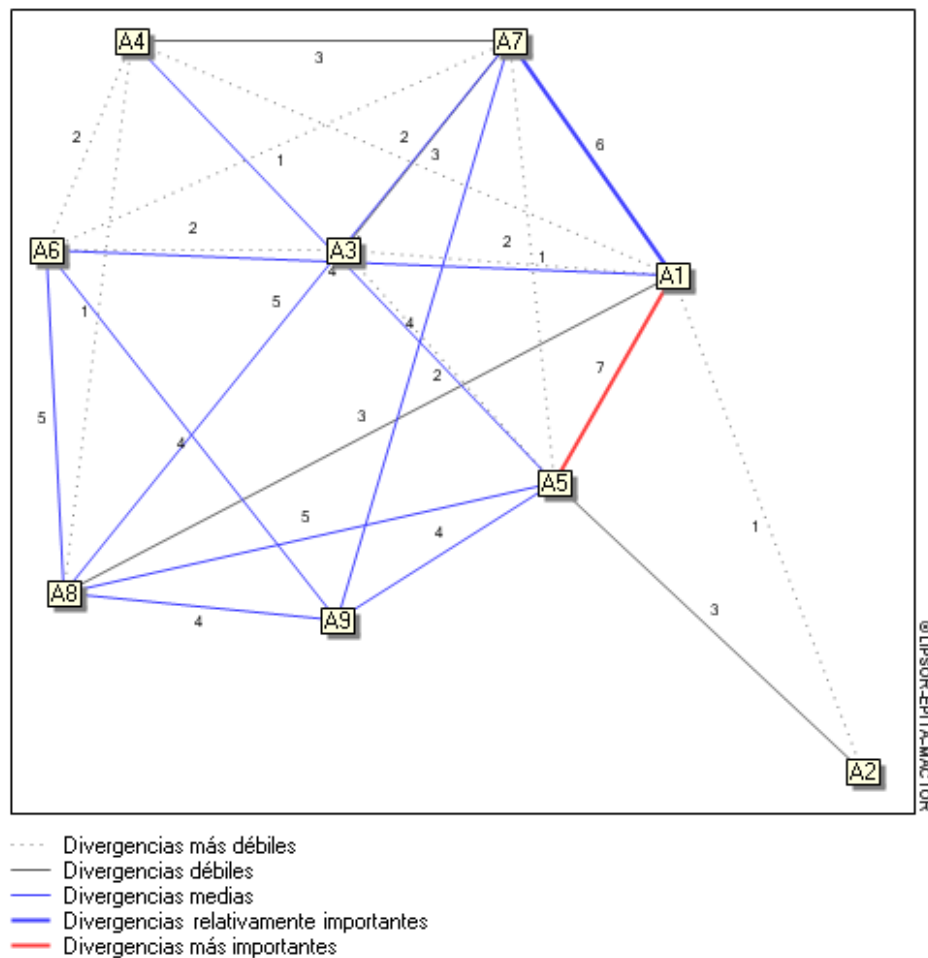 A4
A7
3
6
2
2
3
1
A6
2
A3
2
1
A1
4
1
5
4
7
2
5
3
4
A5
5
4
1
A8
3
4
A9
A2
©LIPSOR-EPITA-MACTOR
Divergencias más débiles
Divergencias débiles
Divergencias medias
Divergencias relativamente importantes
Divergencias más importantes